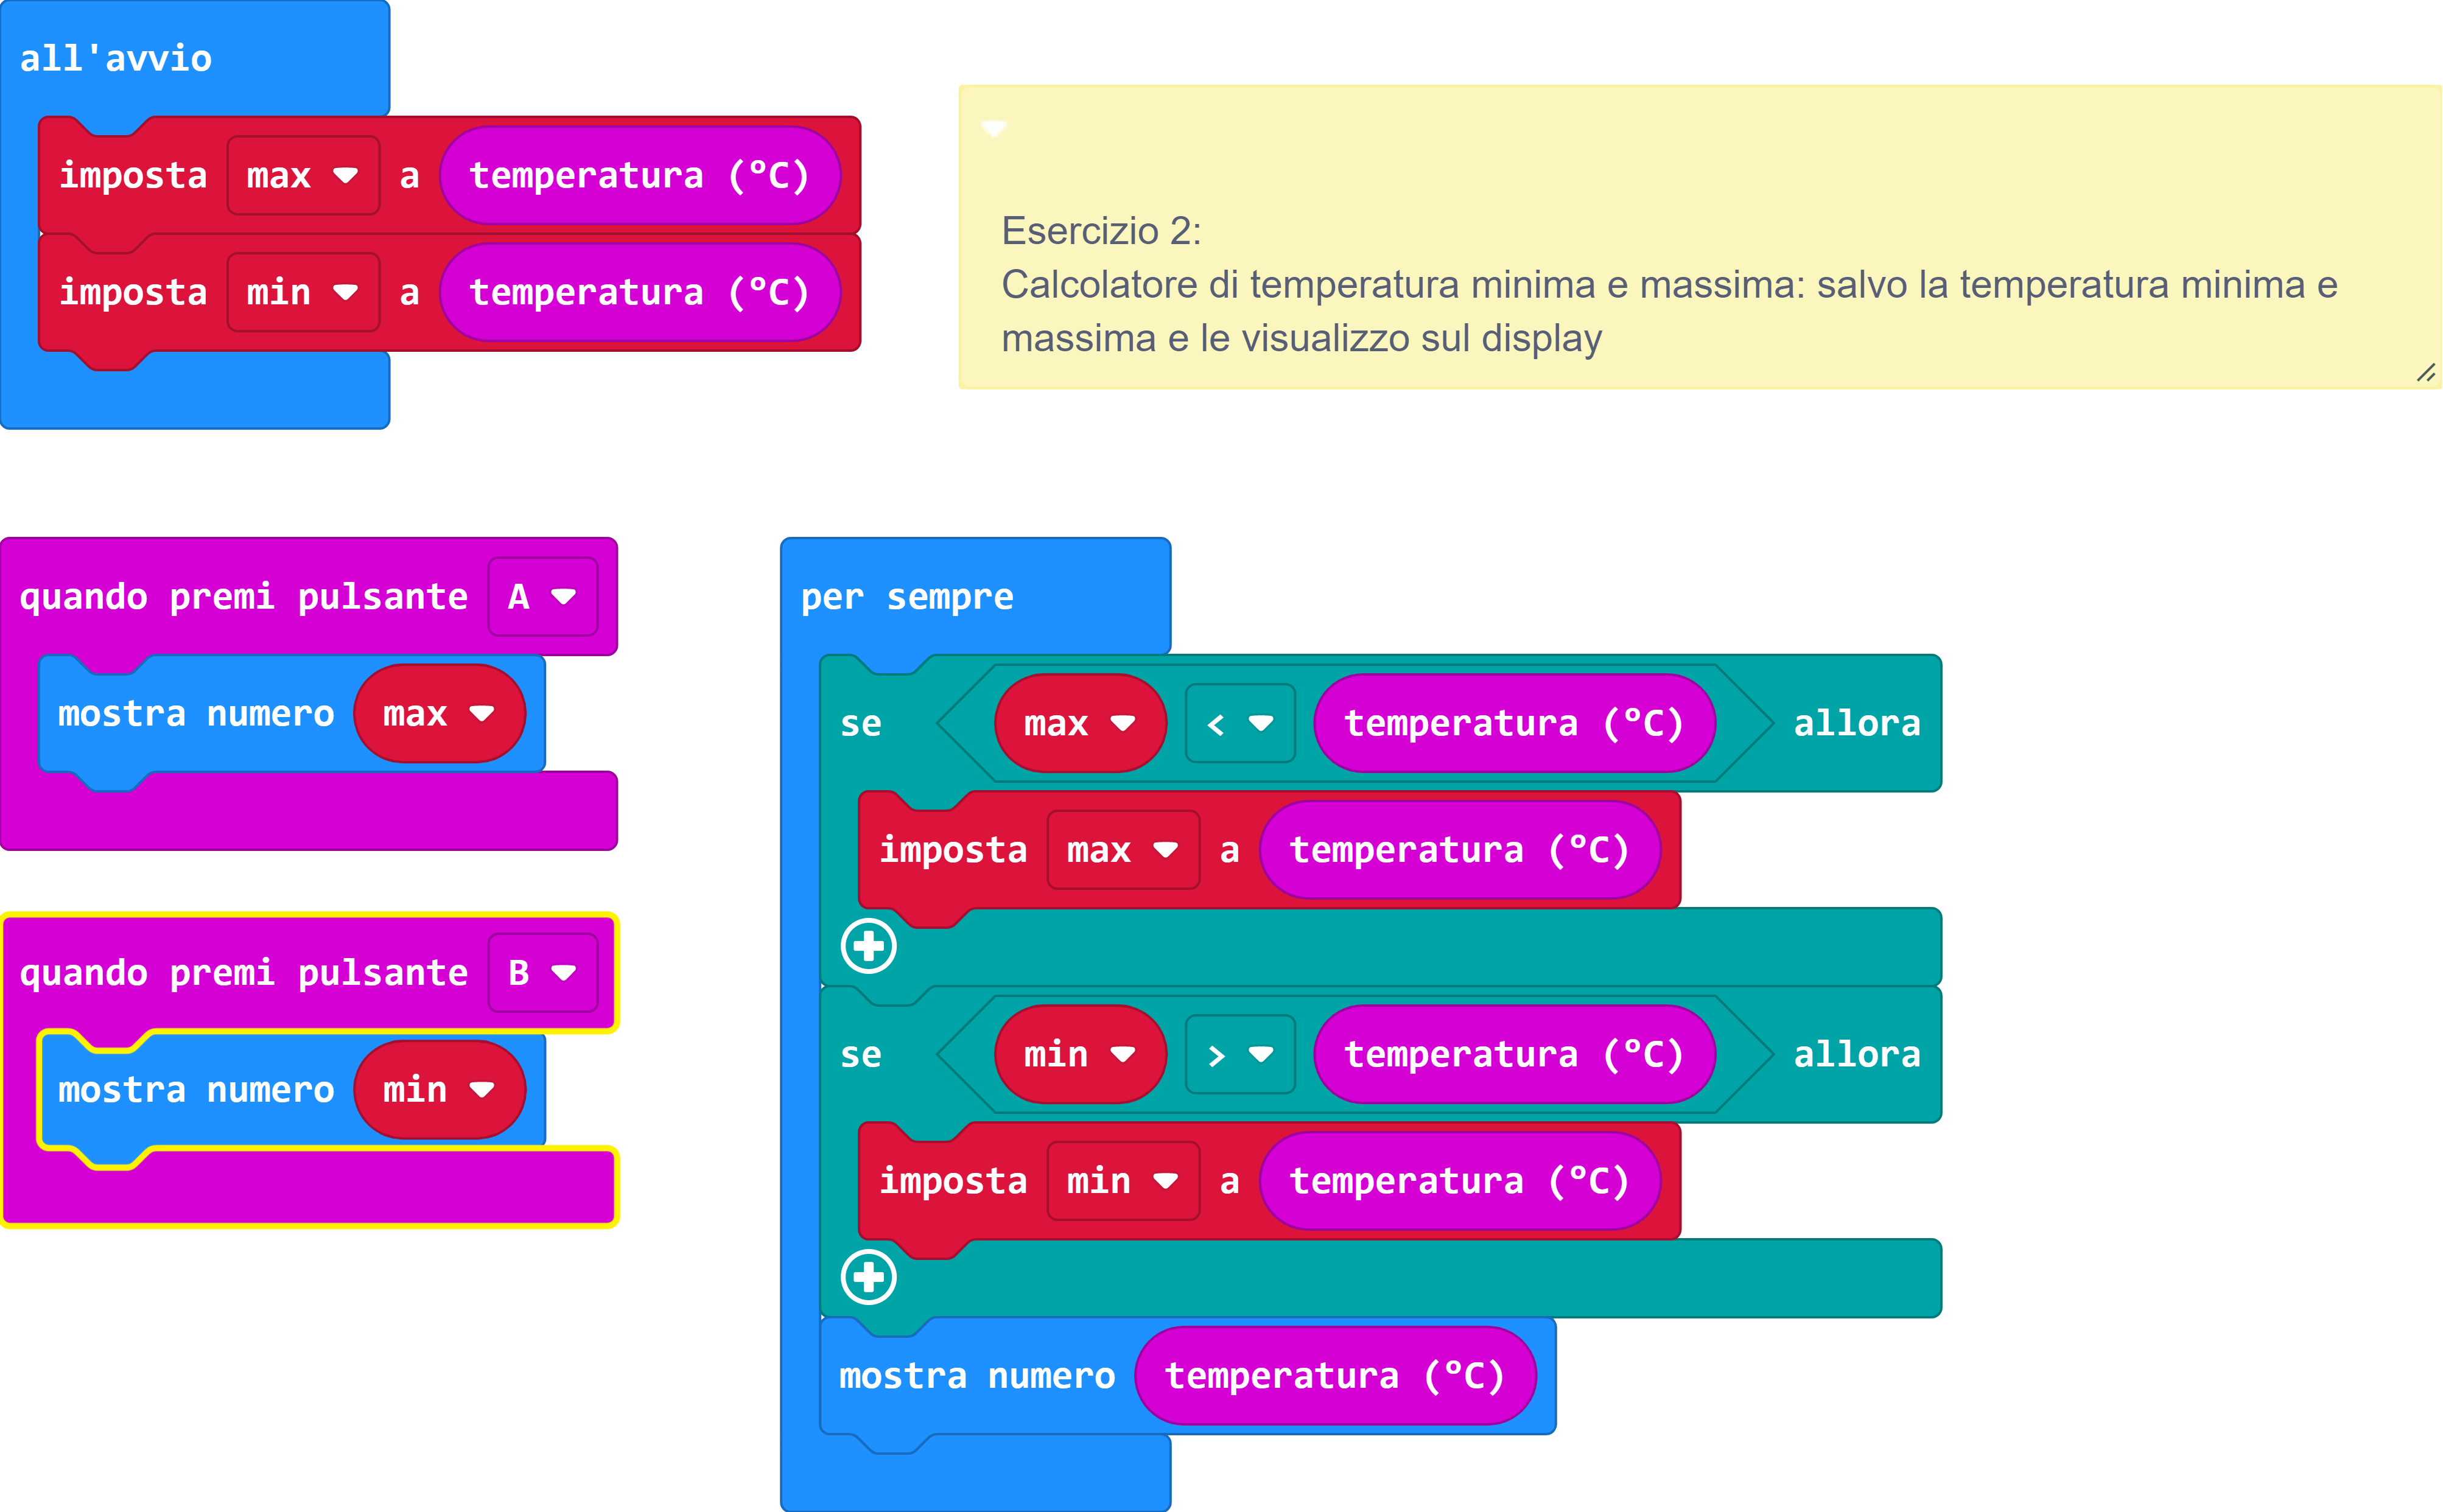 all'avvio
imposta max a temperatura (°C)
imposta min a temperatura (°C)
Esercizio 2:
Calcolatore di temperatura minima e massima: salvo la temperatura minima e
massima e le visualizzo sul display
quando premi pulsante A
mostra numero max
quando premi pulsante B
mostra numero min
per sempre
se max < temperatura (°C) allora
imposta max a temperatura (°C)
se min > temperatura (°C) allora
imposta min a temperatura (°C)
mostra numero temperatura (°C)